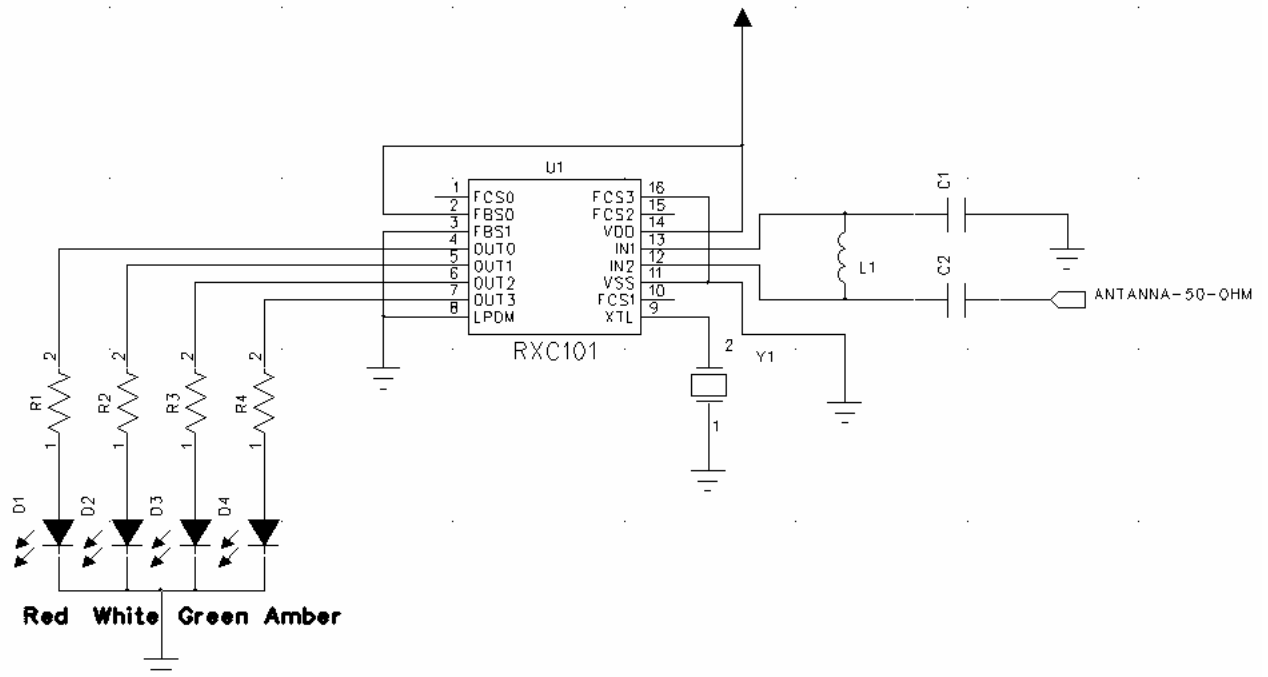 U1
1 FCS0 FCS3 16
2 FBS0 FCS2 15
3 FBS1 VDD 14
4 OUT0 IN1 13
5 OUT1 IN2 12
6 OUT2 VSS 11
7 OUT3 FCS1 10
8 LPDM XTL 9
RXC101
C1
L1
C2
ANTANNA-50-OHM
2
Y1
1
2 2 2 2
R1 R2 R3 R4
1 1 1 1
D1 D2 D3 D4
Red White Green Amber